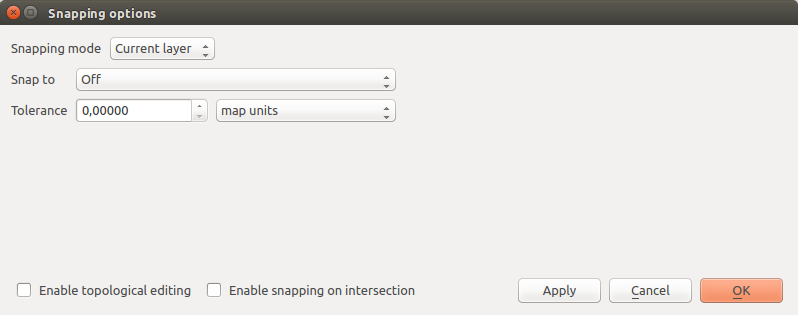 Snapping options
Snapping mode Current layer
Snap to Off
Tolerance 0,00000 map units
Enable topological editing Enable snapping on intersection Apply Cancel OK